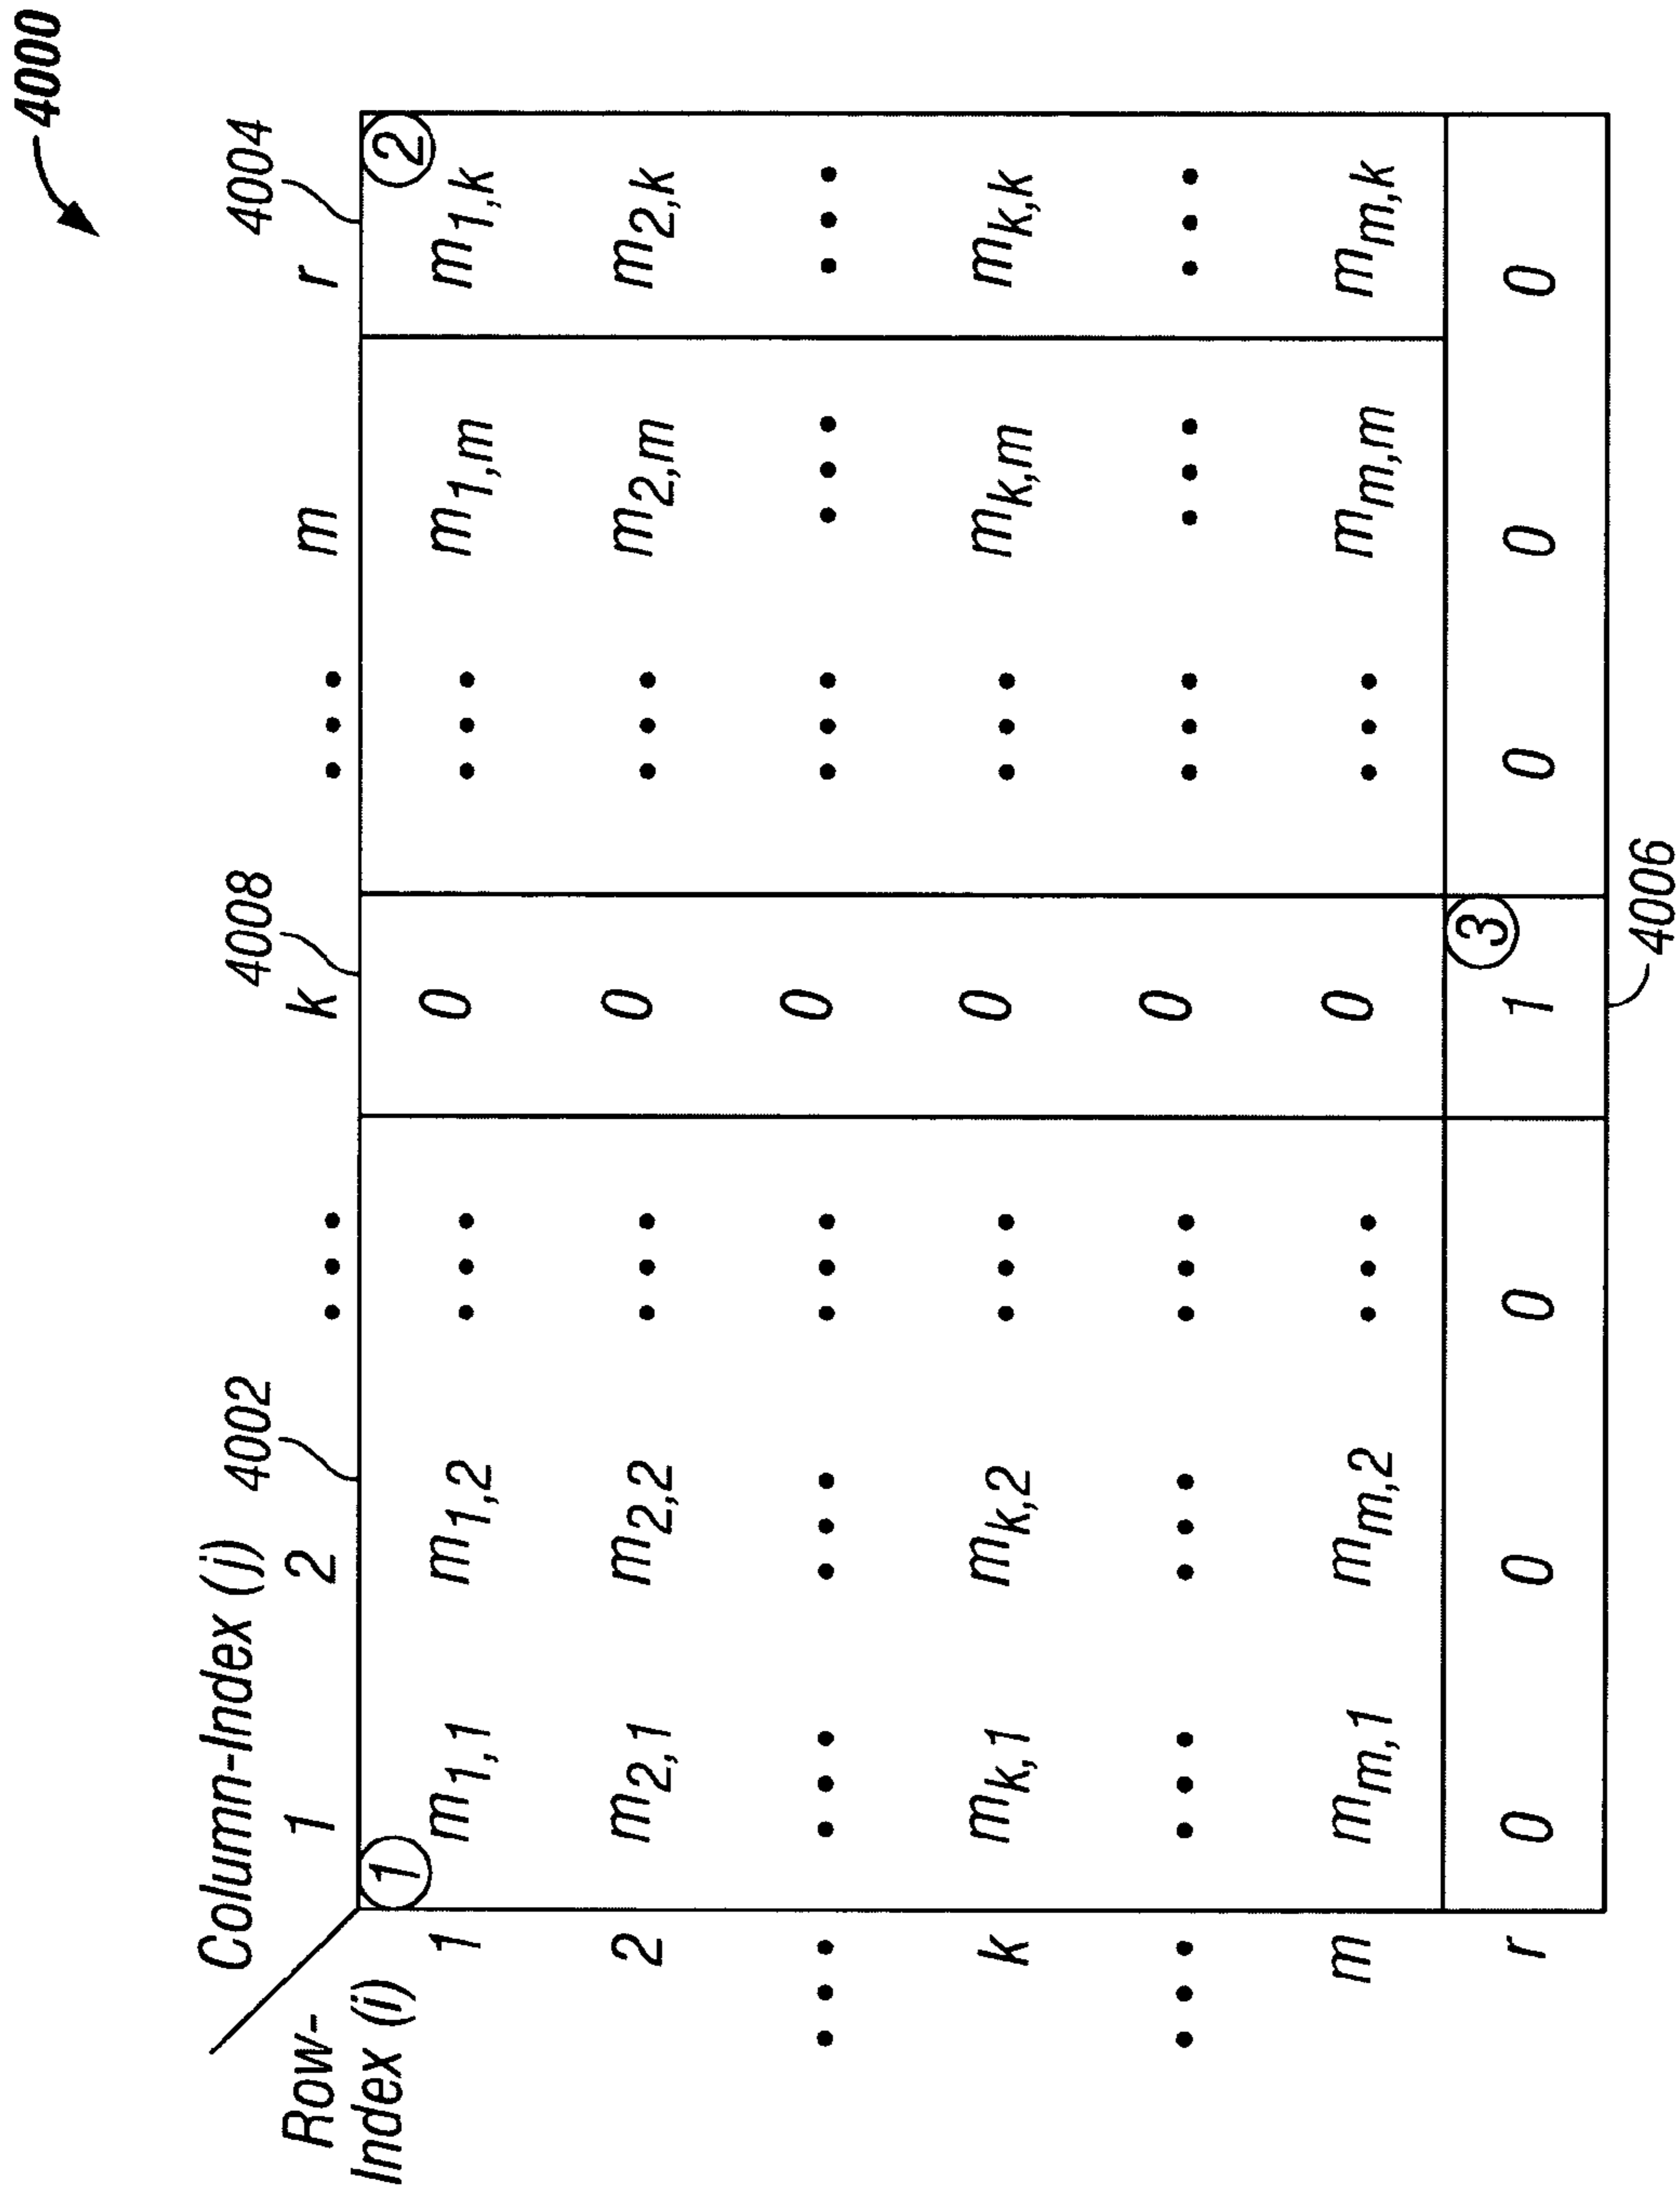 4000
4008 4004
Column-Index (j) 4002
1 2 • • • k • • • m r
Row-
Index (i)
① ②
1 m1,1 m1,2 • • • 0 • • • m1,m m1,k
2 m2,1 m2,2 • • • 0 • • • m2,m m2,k
• • • • • • • • • • • • 0 • • • • • • • • •
k mk,1 mk,2 • • • 0 • • • mk,m mk,k
• • • • • • • • • • • • 0 • • • • • • • • •
m mm,1 mm,2 • • • 0 • • • mm,m mm,k
③
r 0 0 0 1 0 0 0
4006